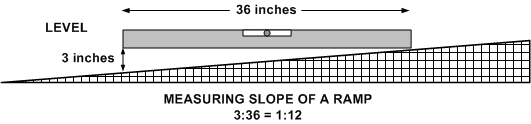 36 inches
LEVEL
3 inches
MEASURING SLOPE OF A RAMP
3:36 = 1:12